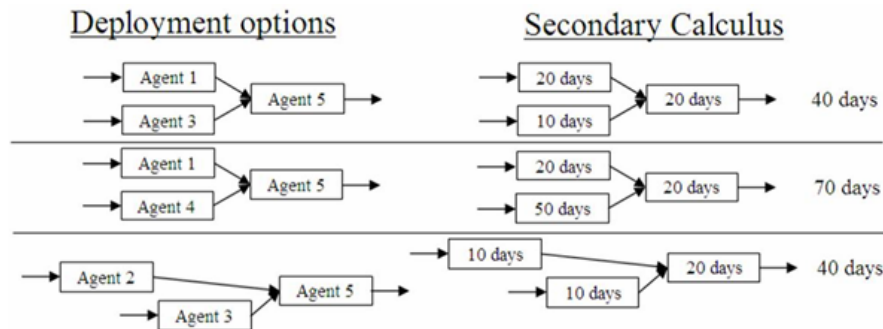 Deployment options Secondary Calculus
Agent 1 20 days
Agent 5 20 days 40 days
Agent 3 10 days
Agent 1 20 days
Agent 5 20 days 70 days
Agent 4 50 days
10 days
Agent 2 20 days 40 days
Agent 5
Agent 3 10 days